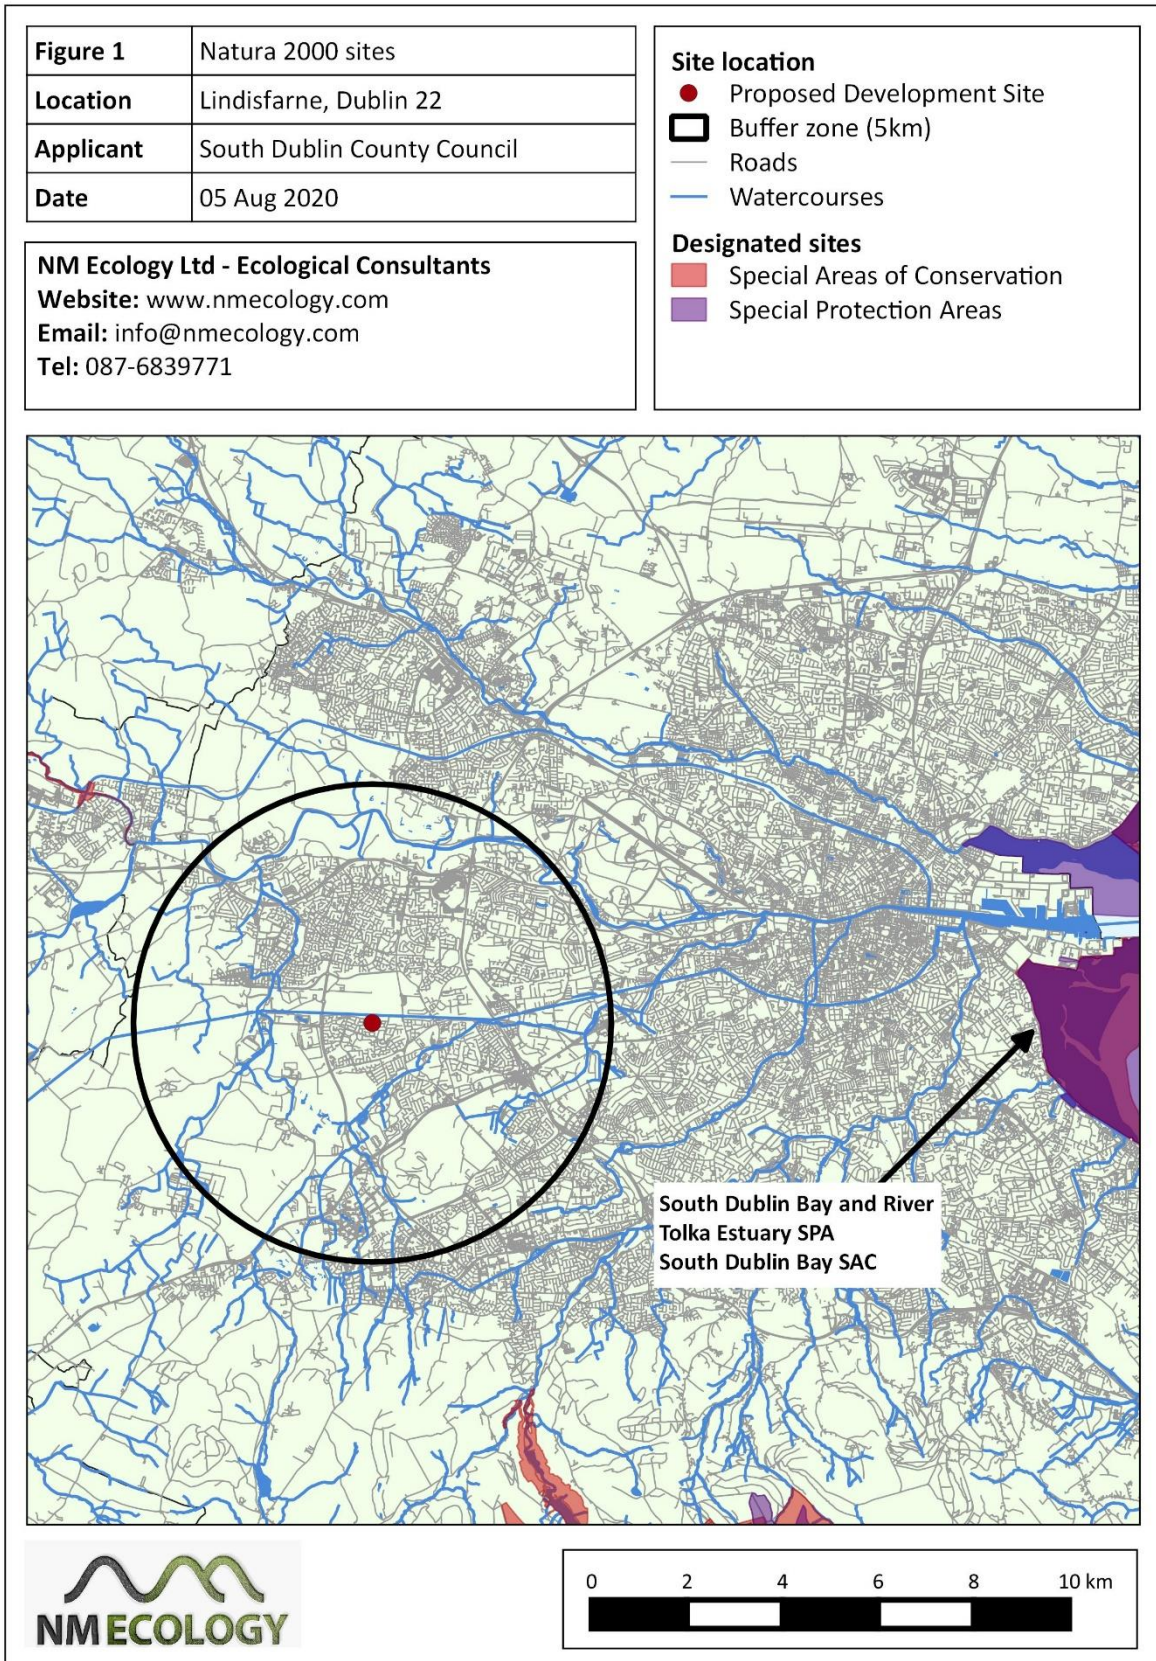 Figure 1 Natura 2000 sites
Location Lindisfarne, Dublin 22
Applicant South Dublin County Council
Date 05 Aug 2020
NM Ecology Ltd - Ecological Consultants
Website: www.nmecology.com
Email: info@nmecology.com
Tel: 087-6839771
Site location
Proposed Development Site
Buffer zone (5km)
Roads
Watercourses
Designated sites
Special Areas of Conservation
Special Protection Areas
South Dublin Bay and River
Tolka Estuary SPA
South Dublin Bay SAC
NM ECOLOGY
0 2 4 6 8 10 km